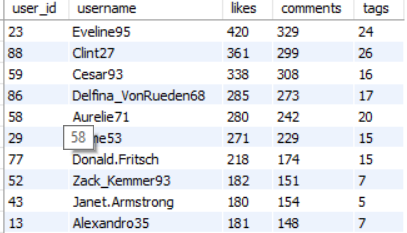 user_id username likes comments tags
23 Eveline95 420 329 24
88 Clint27 361 299 26
59 Cesar93 338 308 16
86 Delfina_VonRueden68 285 273 17
58 Aurelie71 280 242 20
29 58 me53 271 229 15
77 Donald.Fritsch 218 174 15
52 Zack_Kemmer93 182 151 7
43 Janet.Armstrong 180 154 5
13 Alexandro35 181 148 7